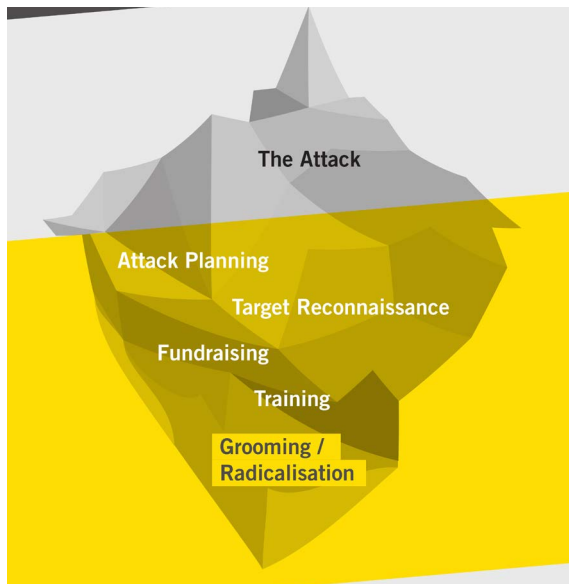 The Attack
Attack Planning
Target Reconnaissance
Fundraising
Training
Grooming /
Radicalisation